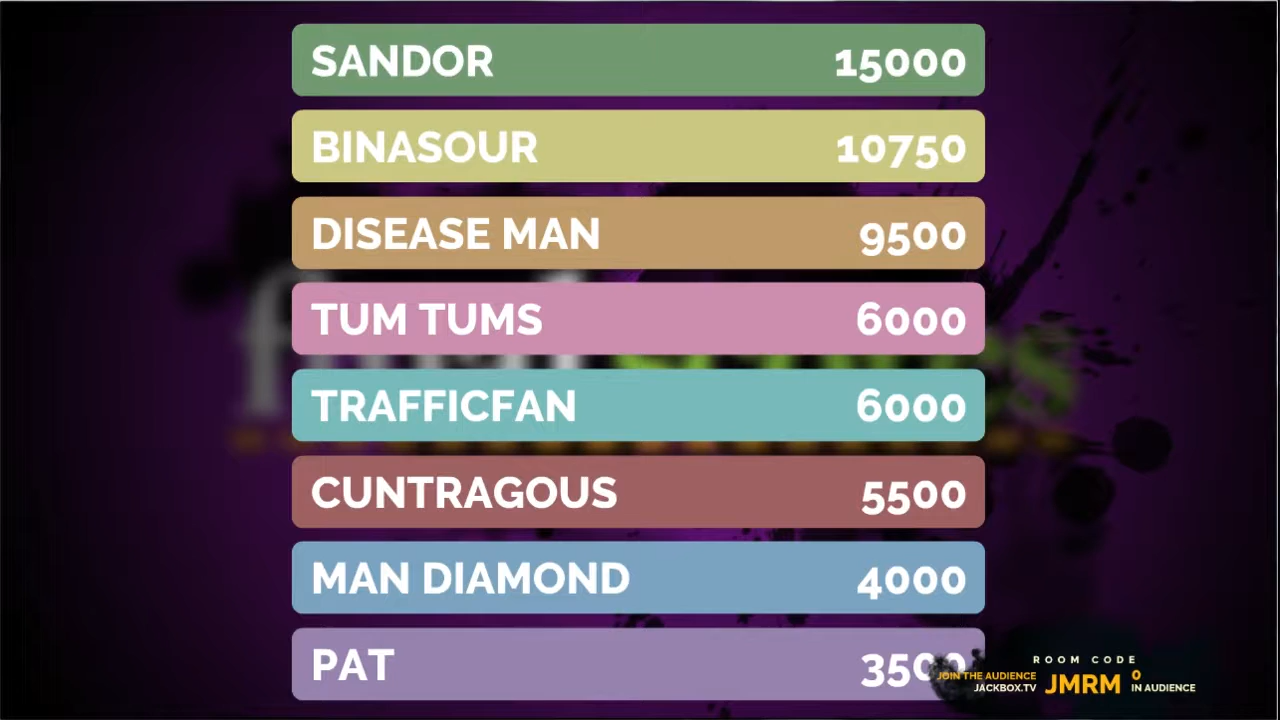 SANDOR 15000
BINASOUR 10750
DISEASE MAN 9500
TUM TUMS 6000
TRAFFICFAN 6000
CUNTRAGOUS 5500
MAN DIAMOND 4000
PAT 3500
ROOM CODE
JOIN THE AUDIENCE
JACKBOX.TV
JMRM
0
IN AUDIENCE